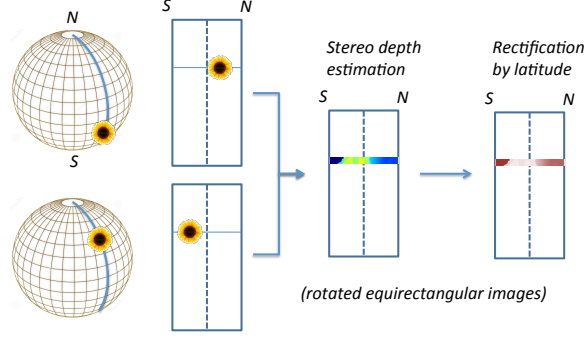 N
S
S N
Stereo depth
estimation
Rectification
by latitude
S N
S N
(rotated equirectangular images)